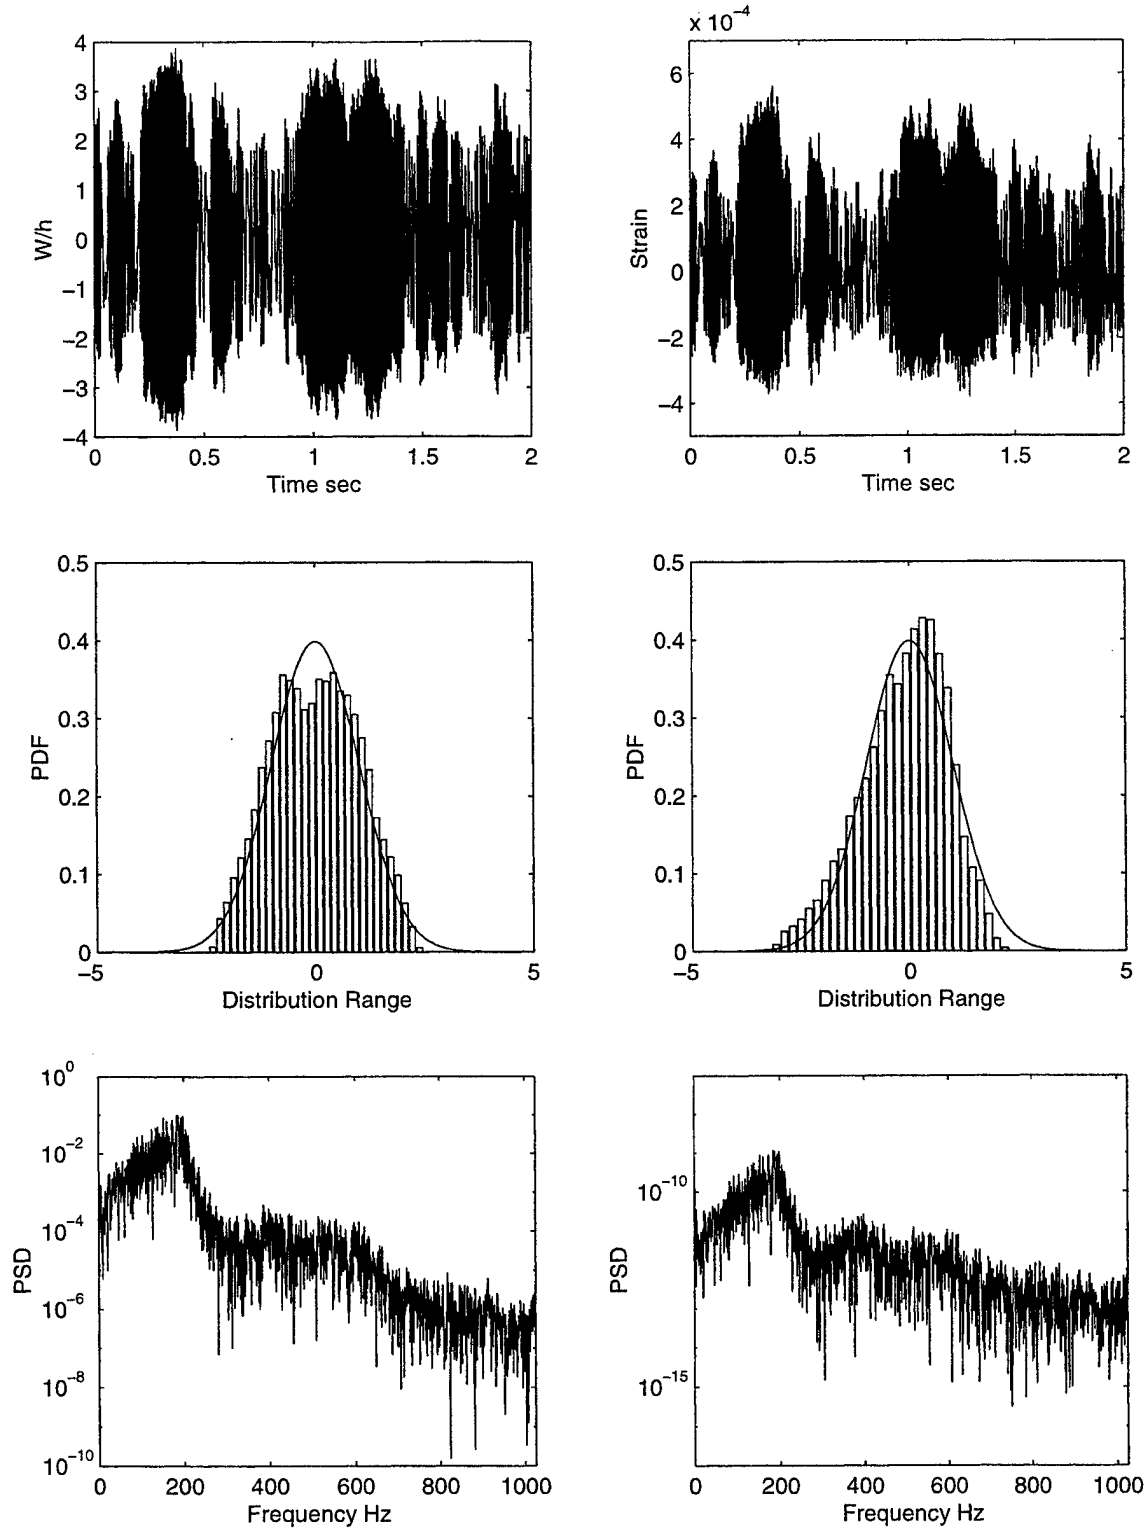 x 10⁻⁴
4
3
2
1
0
−1
−2
−3
−4
W/h
0 0.5 1 1.5 2
Time sec
6
4
2
0
−2
−4
Strain
0 0.5 1 1.5 2
Time sec
0.5
0.4
0.3
0.2
0.1
0
PDF
−5 0 5
Distribution Range
0.5
0.4
0.3
0.2
0.1
0
PDF
−5 0 5
Distribution Range
10⁰
10⁻²
10⁻⁴
10⁻⁶
10⁻⁸
10⁻¹⁰
PSD
0 200 400 600 800 1000
Frequency Hz
10⁻¹⁰
10⁻¹⁵
PSD
0 200 400 600 800 1000
Frequency Hz